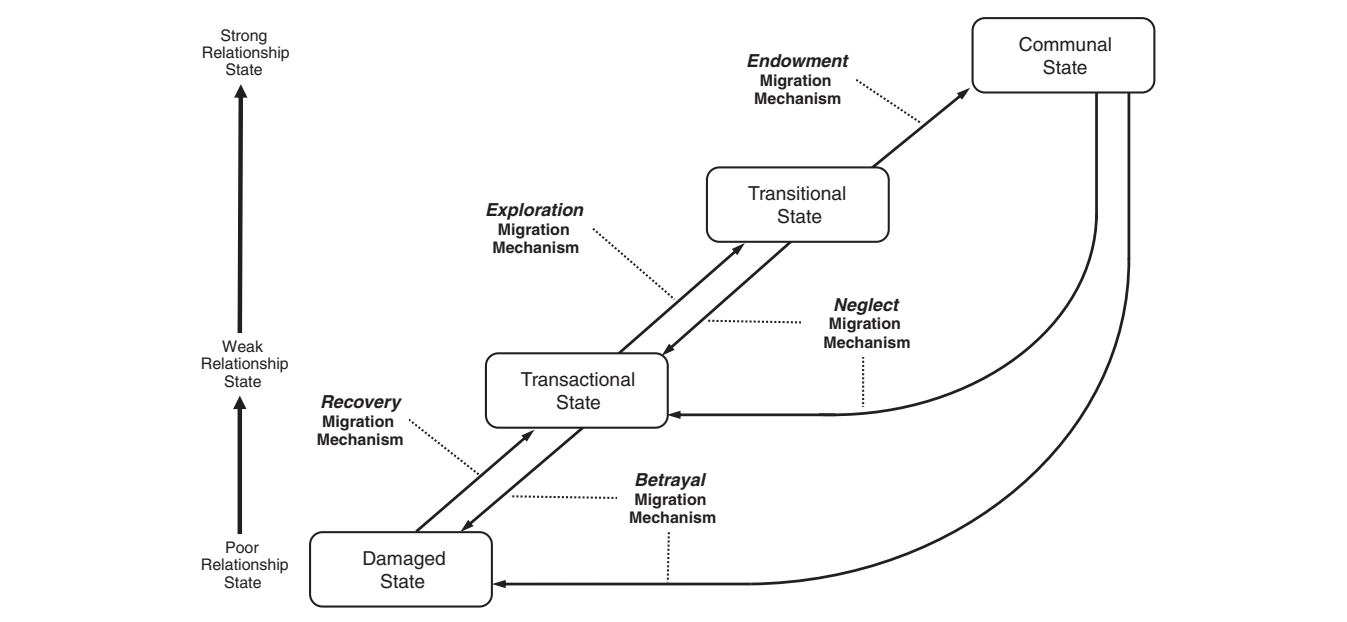 Strong
Relationship
State
Communal
State
Endowment
Migration
Mechanism
Transitional
State
Exploration
Migration
Mechanism
Neglect
Migration
Mechanism
Weak
Relationship
State
Transactional
State
Recovery
Migration
Mechanism
Betrayal
Migration
Mechanism
Poor
Relationship
State
Damaged
State